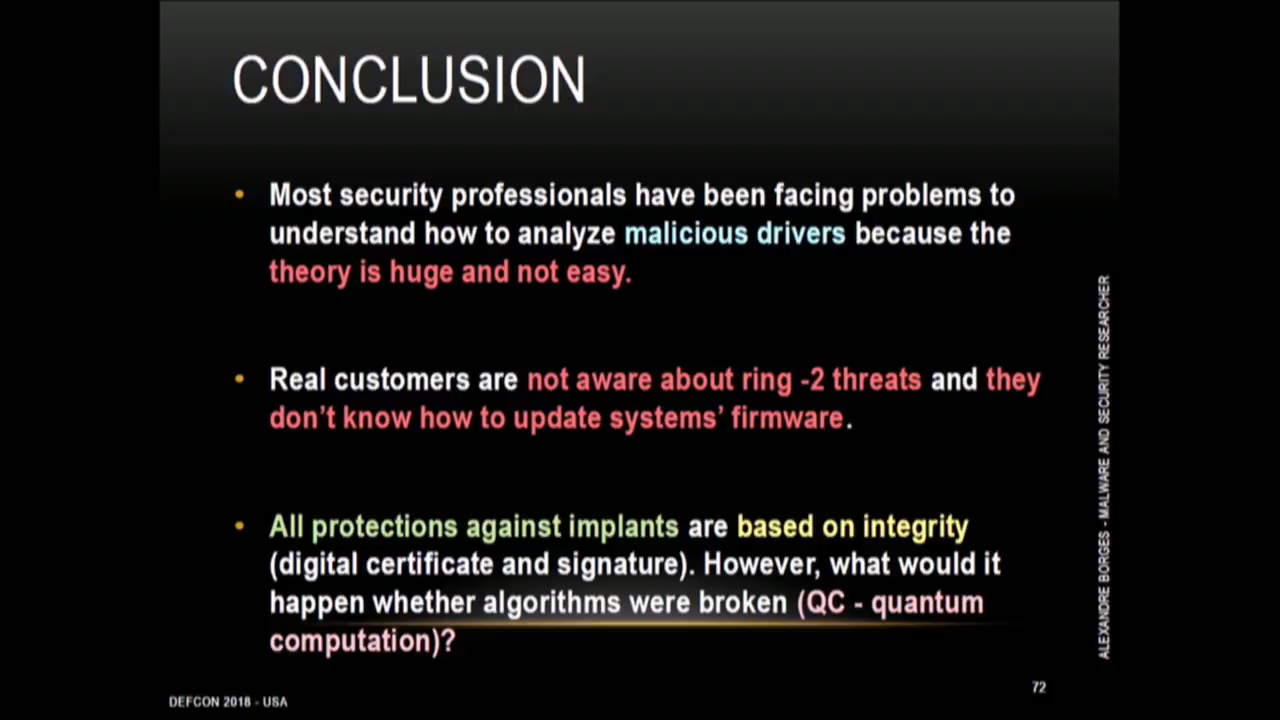 CONCLUSION
• Most security professionals have been facing problems to
understand how to analyze malicious drivers because the
theory is huge and not easy.
• Real customers are not aware about ring -2 threats and they
don't know how to update systems' firmware.
• All protections against implants are based on integrity
(digital certificate and signature). However, what would it
happen whether algorithms were broken (QC - quantum
computation)?
ALEXANDRE BORGES - MALWARE AND SECURITY RESEARCHER
72
DEFCON 2018 - USA